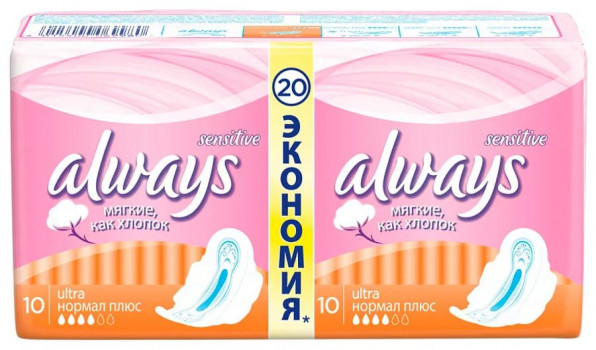 sensitive
always
мягкие,
как хлопок
10 ultra
нормал плюс
20
ЭКОНОМИЯ*
sensitive
always
мягкие,
как хлопок
10 ultra
нормал плюс